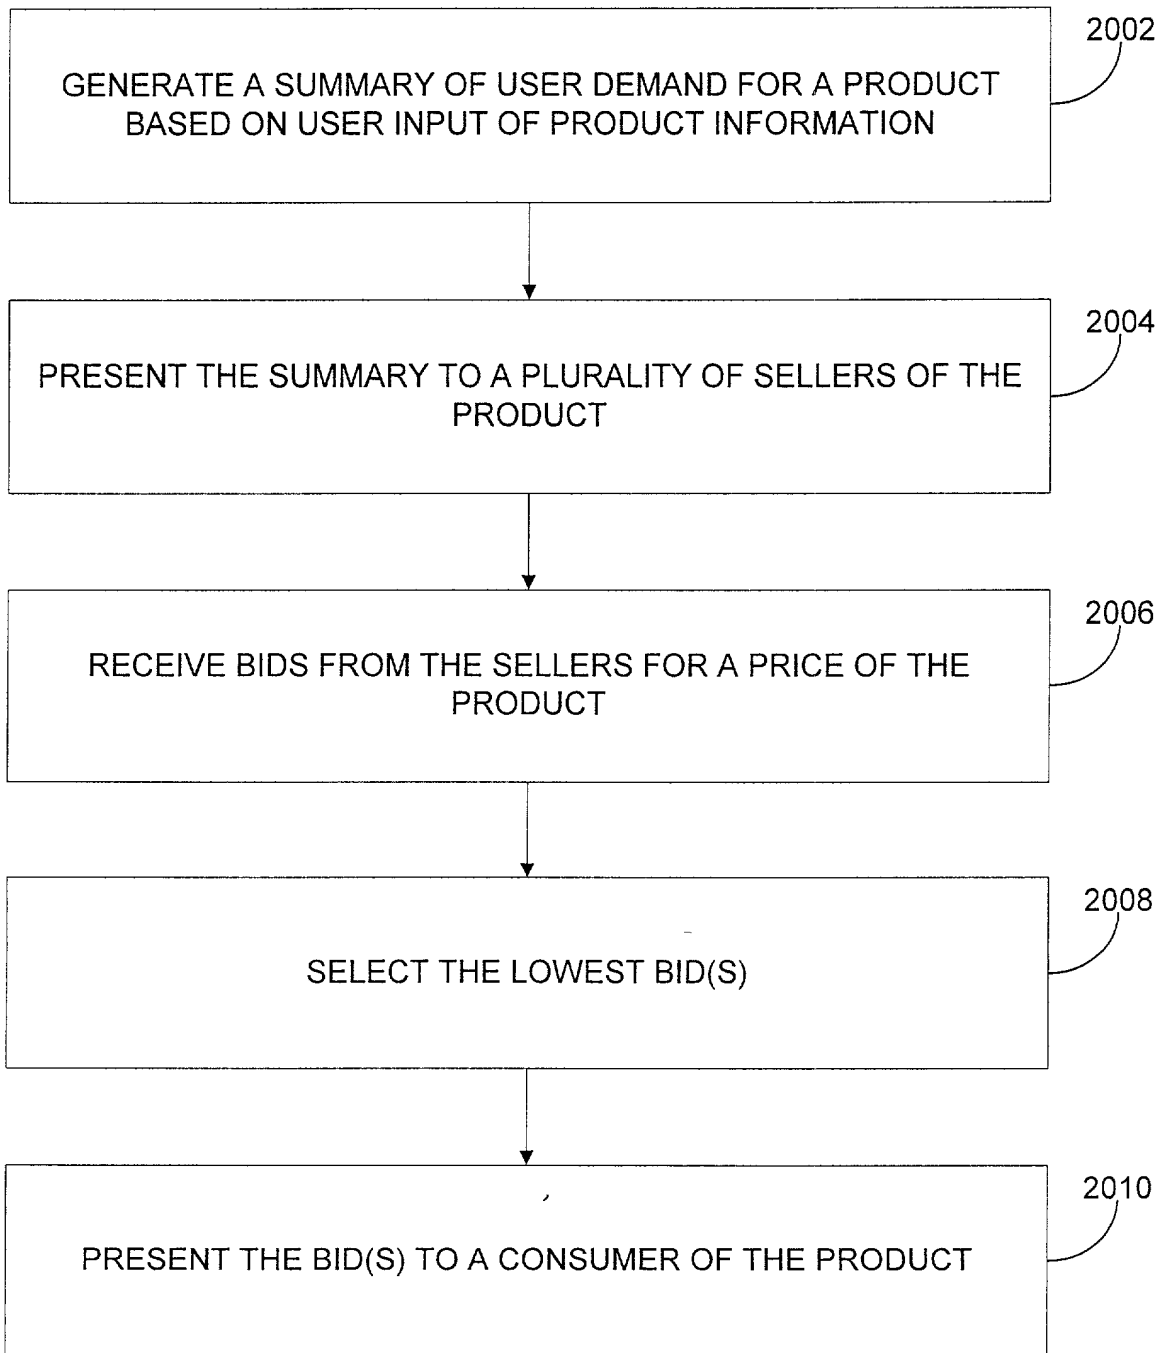 2002
GENERATE A SUMMARY OF USER DEMAND FOR A PRODUCT
BASED ON USER INPUT OF PRODUCT INFORMATION
2004
PRESENT THE SUMMARY TO A PLURALITY OF SELLERS OF THE
PRODUCT
2006
RECEIVE BIDS FROM THE SELLERS FOR A PRICE OF THE
PRODUCT
2008
SELECT THE LOWEST BID(S)
2010
PRESENT THE BID(S) TO A CONSUMER OF THE PRODUCT